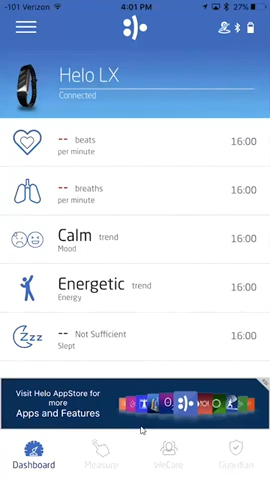 -101 Verizon 4:01 PM 27%
Helo LX
Connected
-- beats 16:00
per minute
-- breaths 16:00
per minute
Calm trend 16:00
Mood
Energetic trend 16:00
Energy
Zzz -- Not Sufficient 16:00
Slept
Visit Helo AppStore for
more
Apps and Features
Dashboard Measure WeCare Guardian